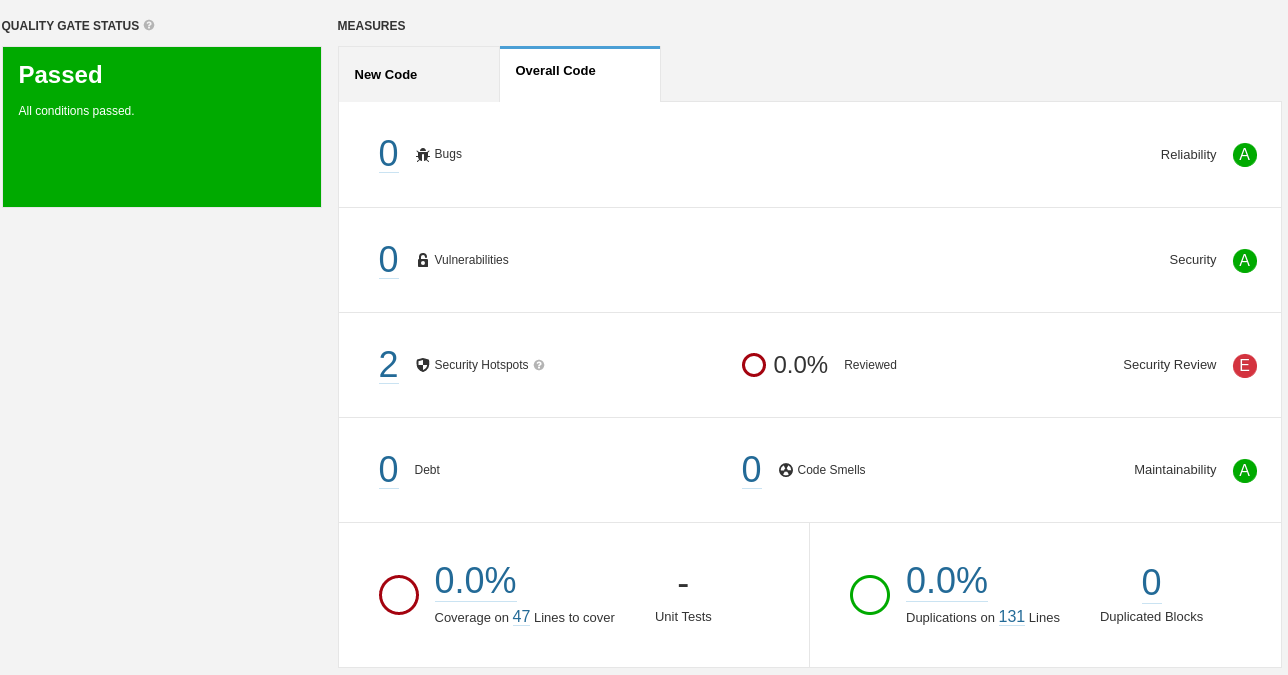 QUALITY GATE STATUS
MEASURES
Passed
All conditions passed.
New Code
Overall Code
0 Bugs
Reliability A
0 Vulnerabilities
Security A
2 Security Hotspots
0.0% Reviewed
Security Review E
0 Debt
0 Code Smells
Maintainability A
0.0%
Coverage on 47 Lines to cover
-
Unit Tests
0.0%
Duplications on 131 Lines
0
Duplicated Blocks